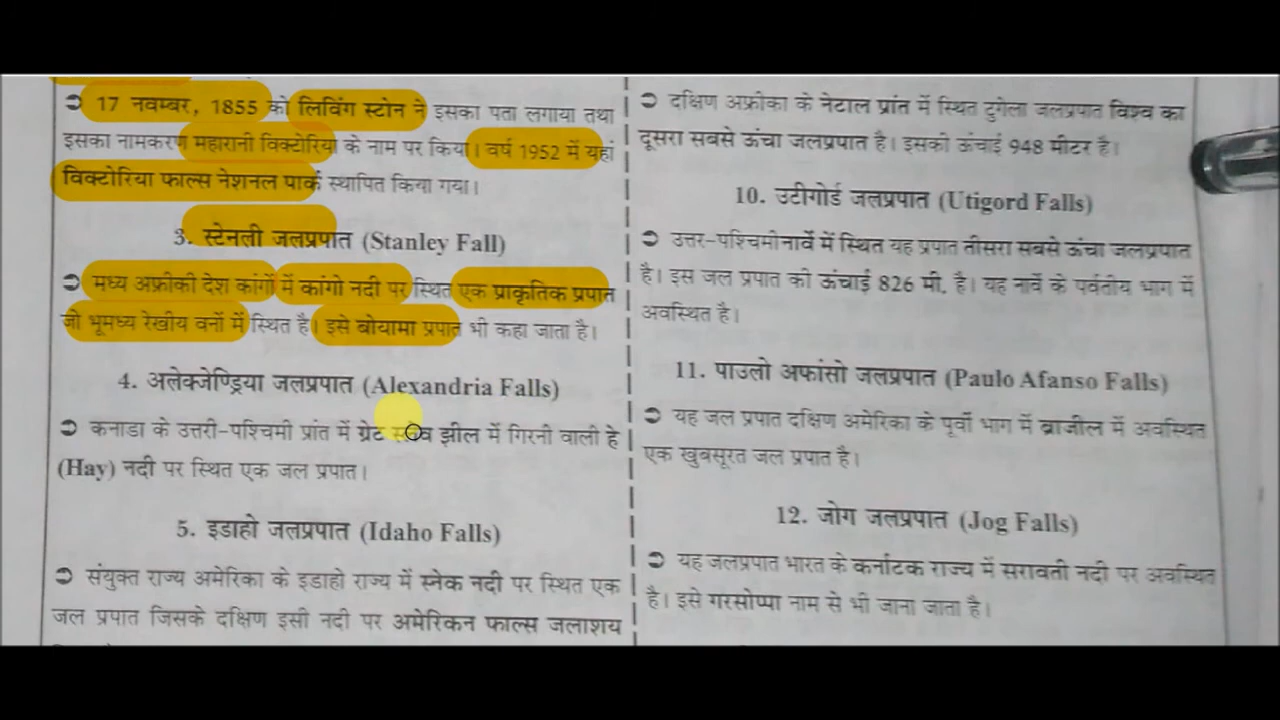 ➲ 17 नवम्बर, 1855 को लिविंग स्टोन ने इसका पता लगाया तथा
इसका नामकरण महारानी विक्टोरिया के नाम पर किया। वर्ष 1952 में यहां
विक्टोरिया फाल्स नेशनल पार्क स्थापित किया गया।
3. स्टेनली जलप्रपात (Stanley Fall)
➲ मध्य अफ्रीकी देश कांगों में कांगो नदी पर स्थित एक प्राकृतिक प्रपात
जो भूमध्य रेखीय वनों में स्थित है। इसे बोयामा प्रपात भी कहा जाता है।
4. अलेक्जेण्ड्रिया जलप्रपात (Alexandria Falls)
➲ कनाडा के उत्तरी-पश्चिमी प्रांत में ग्रेट झील में गिरनी वाली हे
(Hay) नदी पर स्थित एक जल प्रपात।
5. इडाहो जलप्रपात (Idaho Falls)
➲ संयुक्त राज्य अमेरिका के इडाहो राज्य में स्नेक नदी पर स्थित एक
जल प्रपात जिसके दक्षिण इसी नदी पर अमेरिकन फाल्स जलाशय
➲ दक्षिण अफ्रीका के नेटाल प्रांत में स्थित टुगेला जलप्रपात विश्व का
दूसरा सबसे ऊंचा जलप्रपात है। इसकी ऊंचाई 948 मीटर है।
10. उटीगोर्ड जलप्रपात (Utigord Falls)
➲ उत्तर-पश्चिमीनार्वे में स्थित यह प्रपात तीसरा सबसे ऊंचा जलप्रपात
है। इस जल प्रपात की ऊंचाई 826 मी. है। यह नार्वे के पर्वतीय भाग में
अवस्थित है।
11. पाउलो अफांसो जलप्रपात (Paulo Afanso Falls)
➲ यह जल प्रपात दक्षिण अमेरिका के पूर्वी भाग में ब्राजील में अवस्थित
एक खुबसूरत जल प्रपात है।
12. जोग जलप्रपात (Jog Falls)
➲ यह जलप्रपात भारत के कर्नाटक राज्य में सरावती नदी पर अवस्थित
है। इसे गरसोप्पा नाम से भी जाना जाता है।